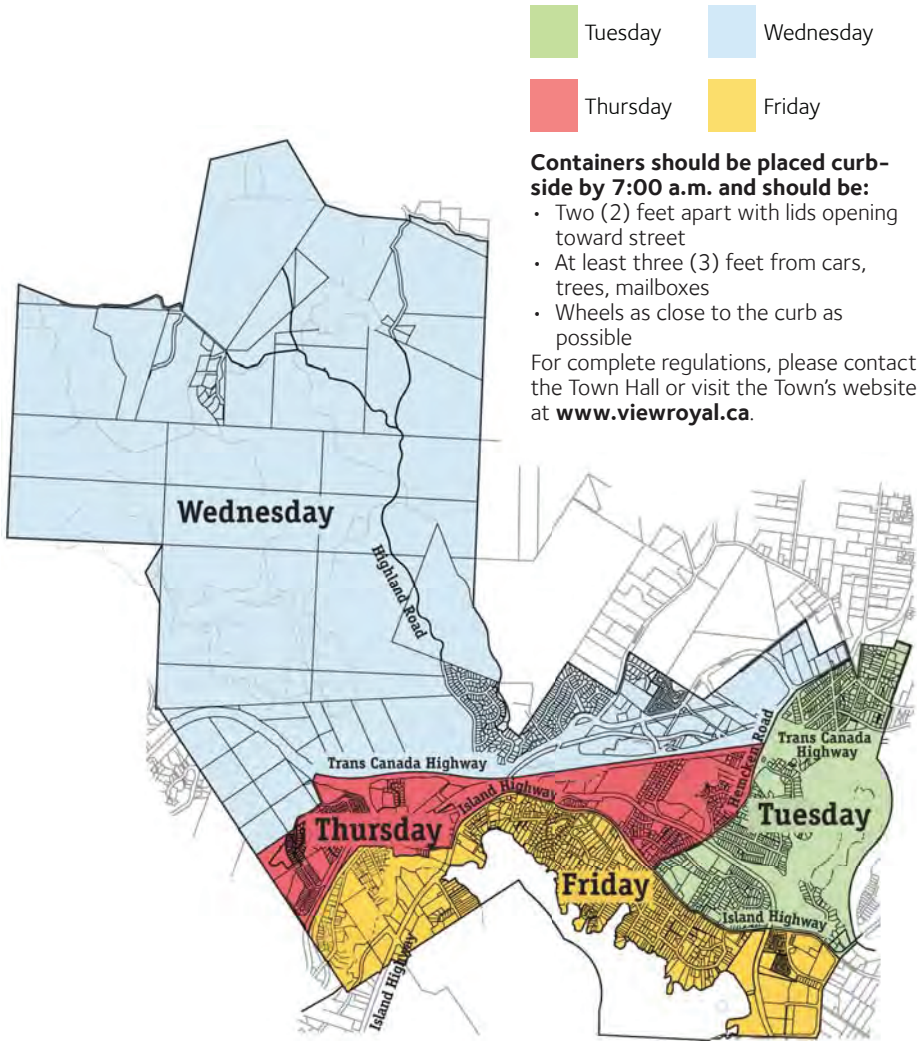 Tuesday
Wednesday
Thursday
Friday
Containers should be placed curb-
side by 7:00 a.m. and should be:
• Two (2) feet apart with lids opening
toward street
• At least three (3) feet from cars,
trees, mailboxes
• Wheels as close to the curb as
possible
For complete regulations, please contact
the Town Hall or visit the Town's website
at www.viewroyal.ca.
Wednesday
Highland Road
Trans Canada Highway
Island Highway
Thursday
Helmcken Road
Trans Canada
Highway
Tuesday
Friday
Island Highway
Island Highway